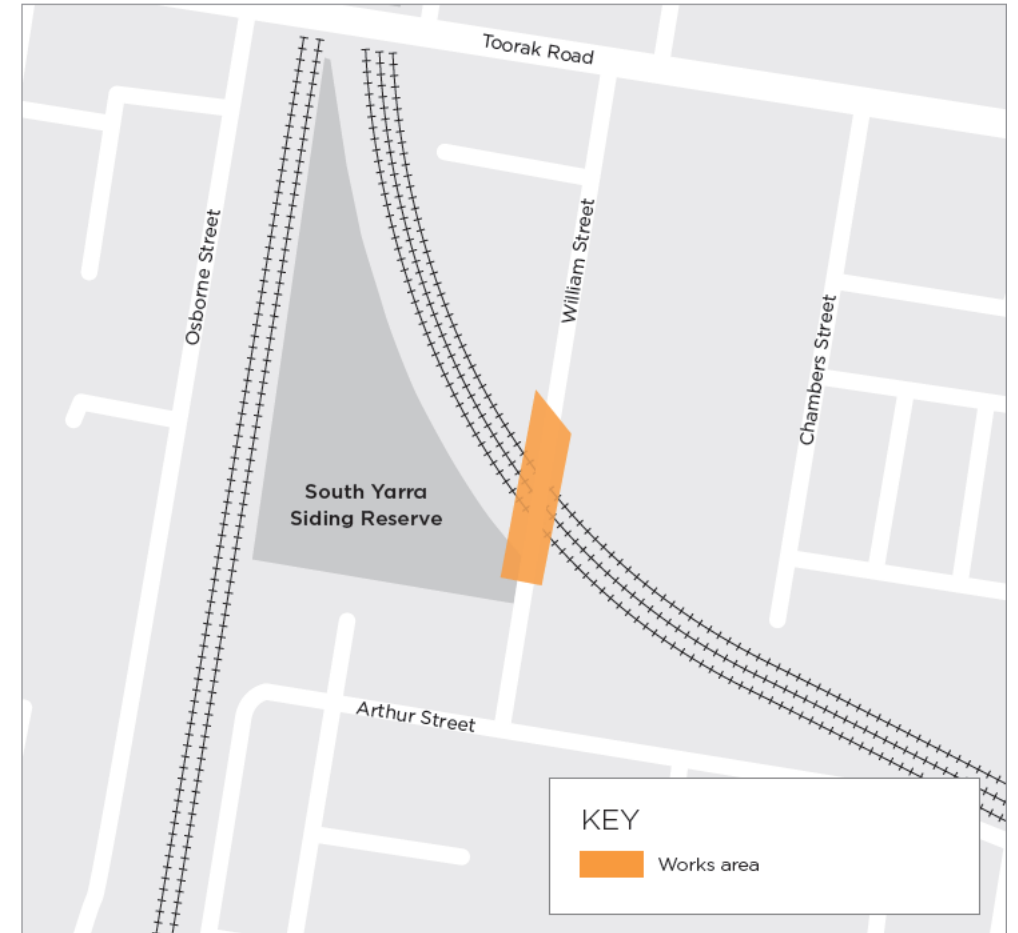 Toorak Road
Osborne Street
William Street
Chambers Street
South Yarra
Siding Reserve
Arthur Street
KEY
Works area